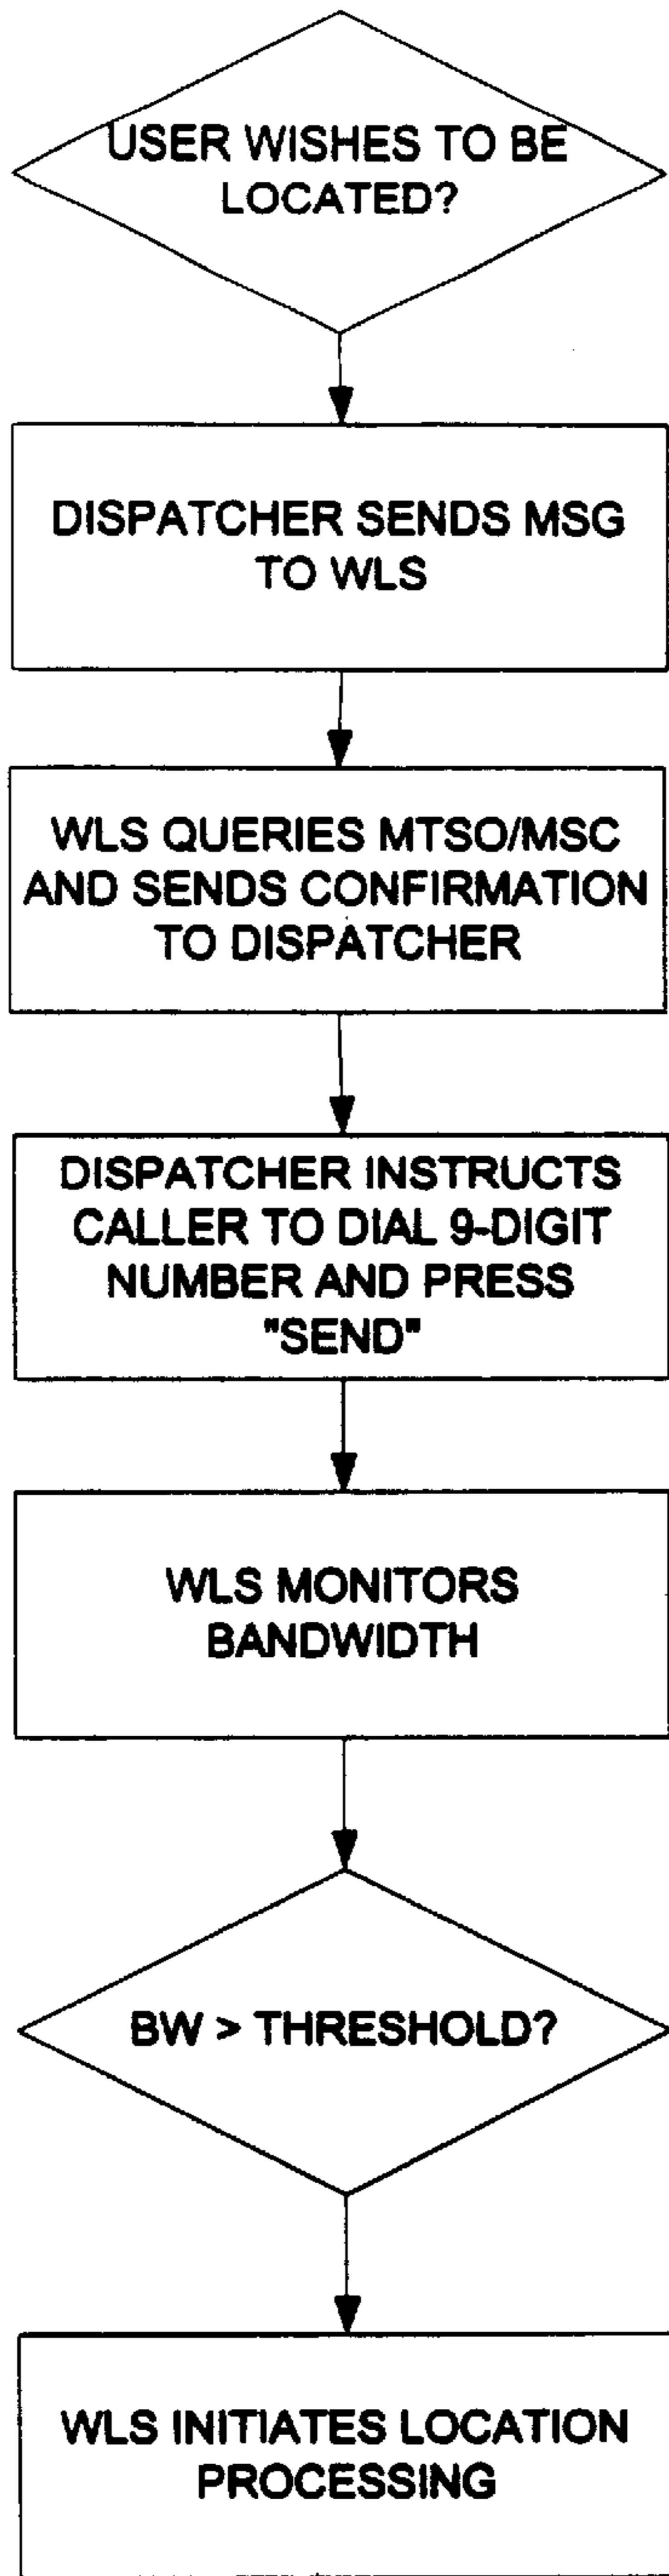 USER WISHES TO BE
LOCATED?
DISPATCHER SENDS MSG
TO WLS
WLS QUERIES MTSO/MSC
AND SENDS CONFIRMATION
TO DISPATCHER
DISPATCHER INSTRUCTS
CALLER TO DIAL 9-DIGIT
NUMBER AND PRESS
"SEND"
WLS MONITORS
BANDWIDTH
BW > THRESHOLD?
WLS INITIATES LOCATION
PROCESSING